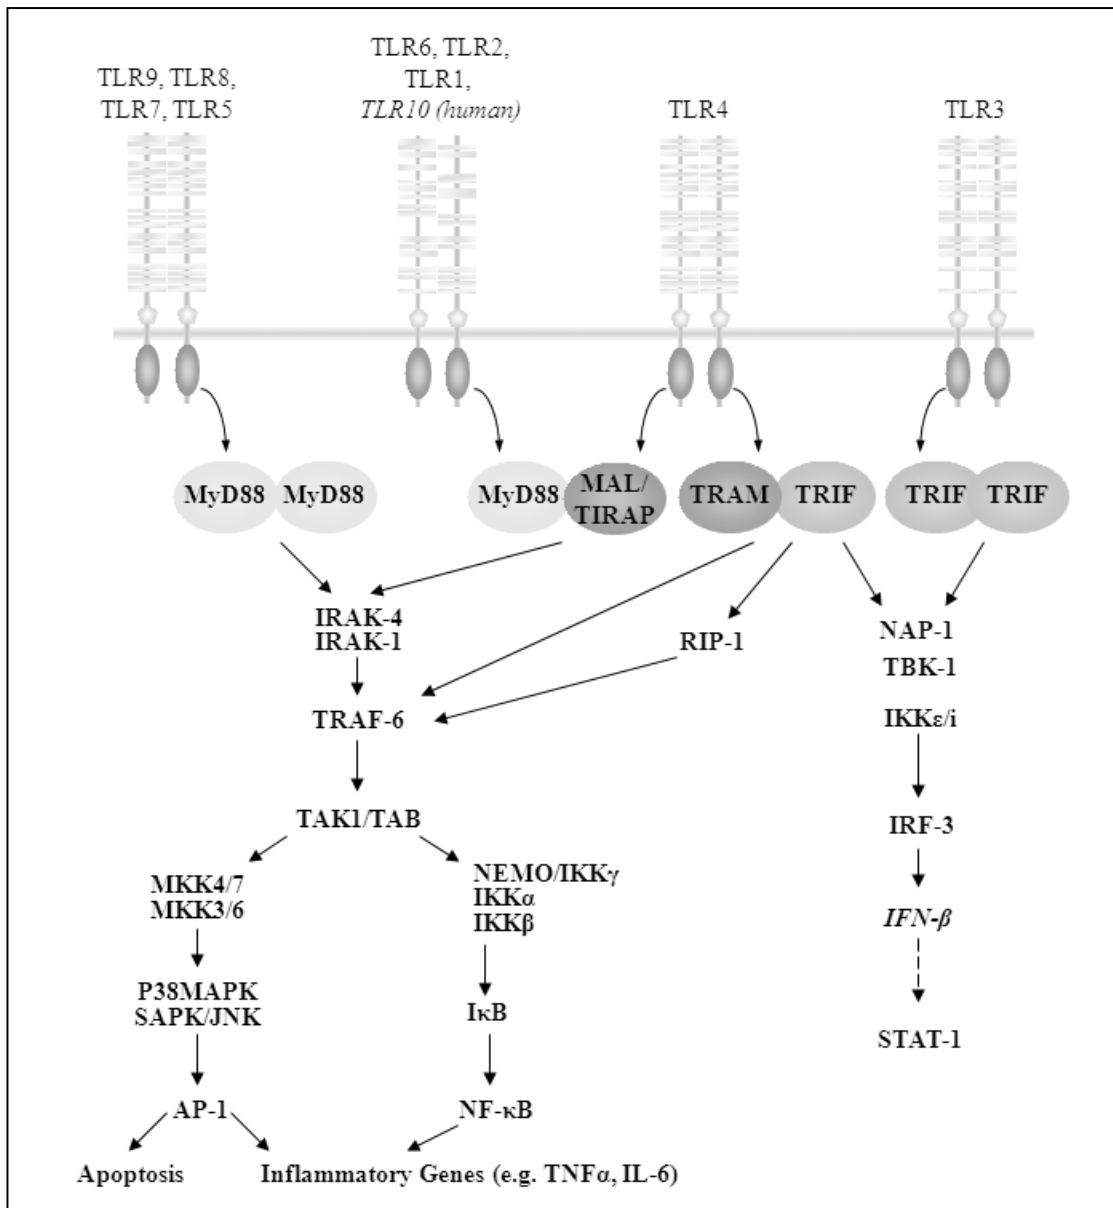 TLR9, TLR8,
TLR7, TLR5
TLR6, TLR2,
TLR1,
TLR10 (human)
TLR4
TLR3
MyD88
MyD88
MyD88
MAL/
TIRAP
TRAM
TRIF
TRIF
TRIF
IRAK-4
IRAK-1
RIP-1
NAP-1
TBK-1
IKKε/i
TRAF-6
TAK1/TAB
IRF-3
MKK4/7
MKK3/6
NEMO/IKKγ
IKKα
IKKβ
IFN-β
P38MAPK
SAPK/JNK
IκB
STAT-1
AP-1
NF-κB
Apoptosis
Inflammatory Genes (e.g. TNFα, IL-6)